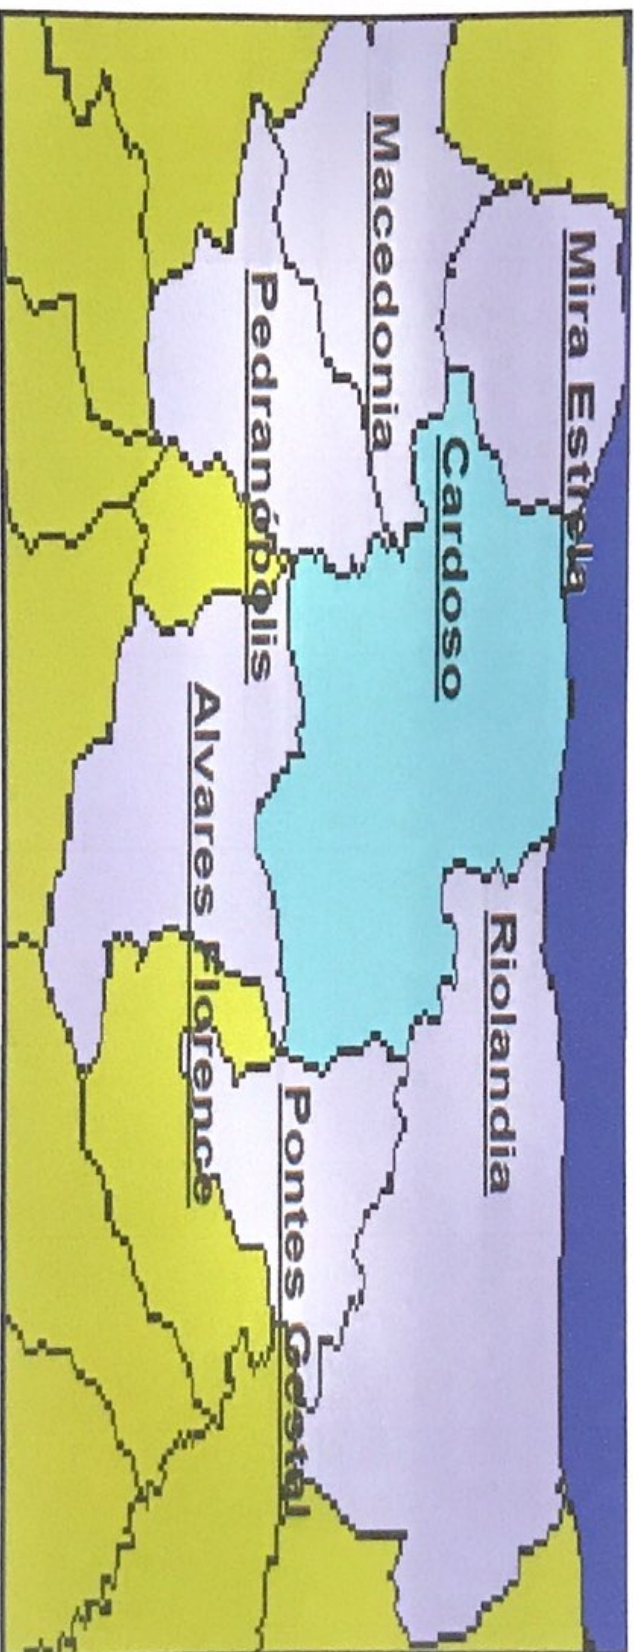 Mira Estrela
Riolandia
Cardoso
Macedonia
Pontes Gestal
Pedranópolis
Alvares Florence